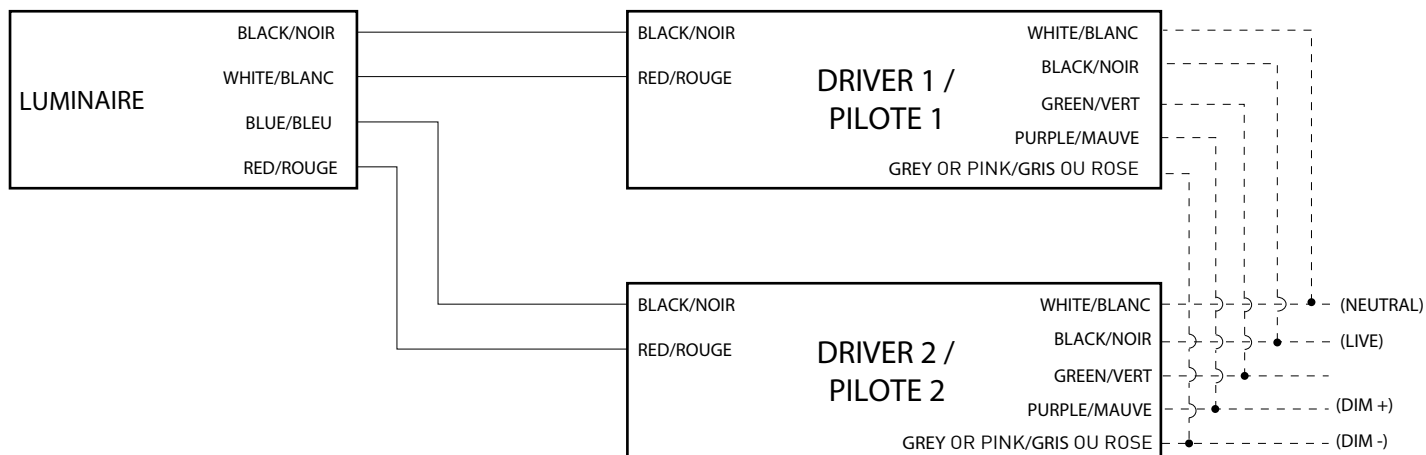 LUMINAIRE
BLACK/NOIR
WHITE/BLANC
BLUE/BLEU
RED/ROUGE
BLACK/NOIR
RED/ROUGE
DRIVER 1 /
PILOTE 1
WHITE/BLANC
BLACK/NOIR
GREEN/VERT
PURPLE/MAUVE
GREY OR PINK/GRIS OU ROSE
BLACK/NOIR
RED/ROUGE
DRIVER 2 /
PILOTE 2
WHITE/BLANC
BLACK/NOIR
GREEN/VERT
PURPLE/MAUVE
GREY OR PINK/GRIS OU ROSE
(NEUTRAL)
(LIVE)
(DIM +)
(DIM -)